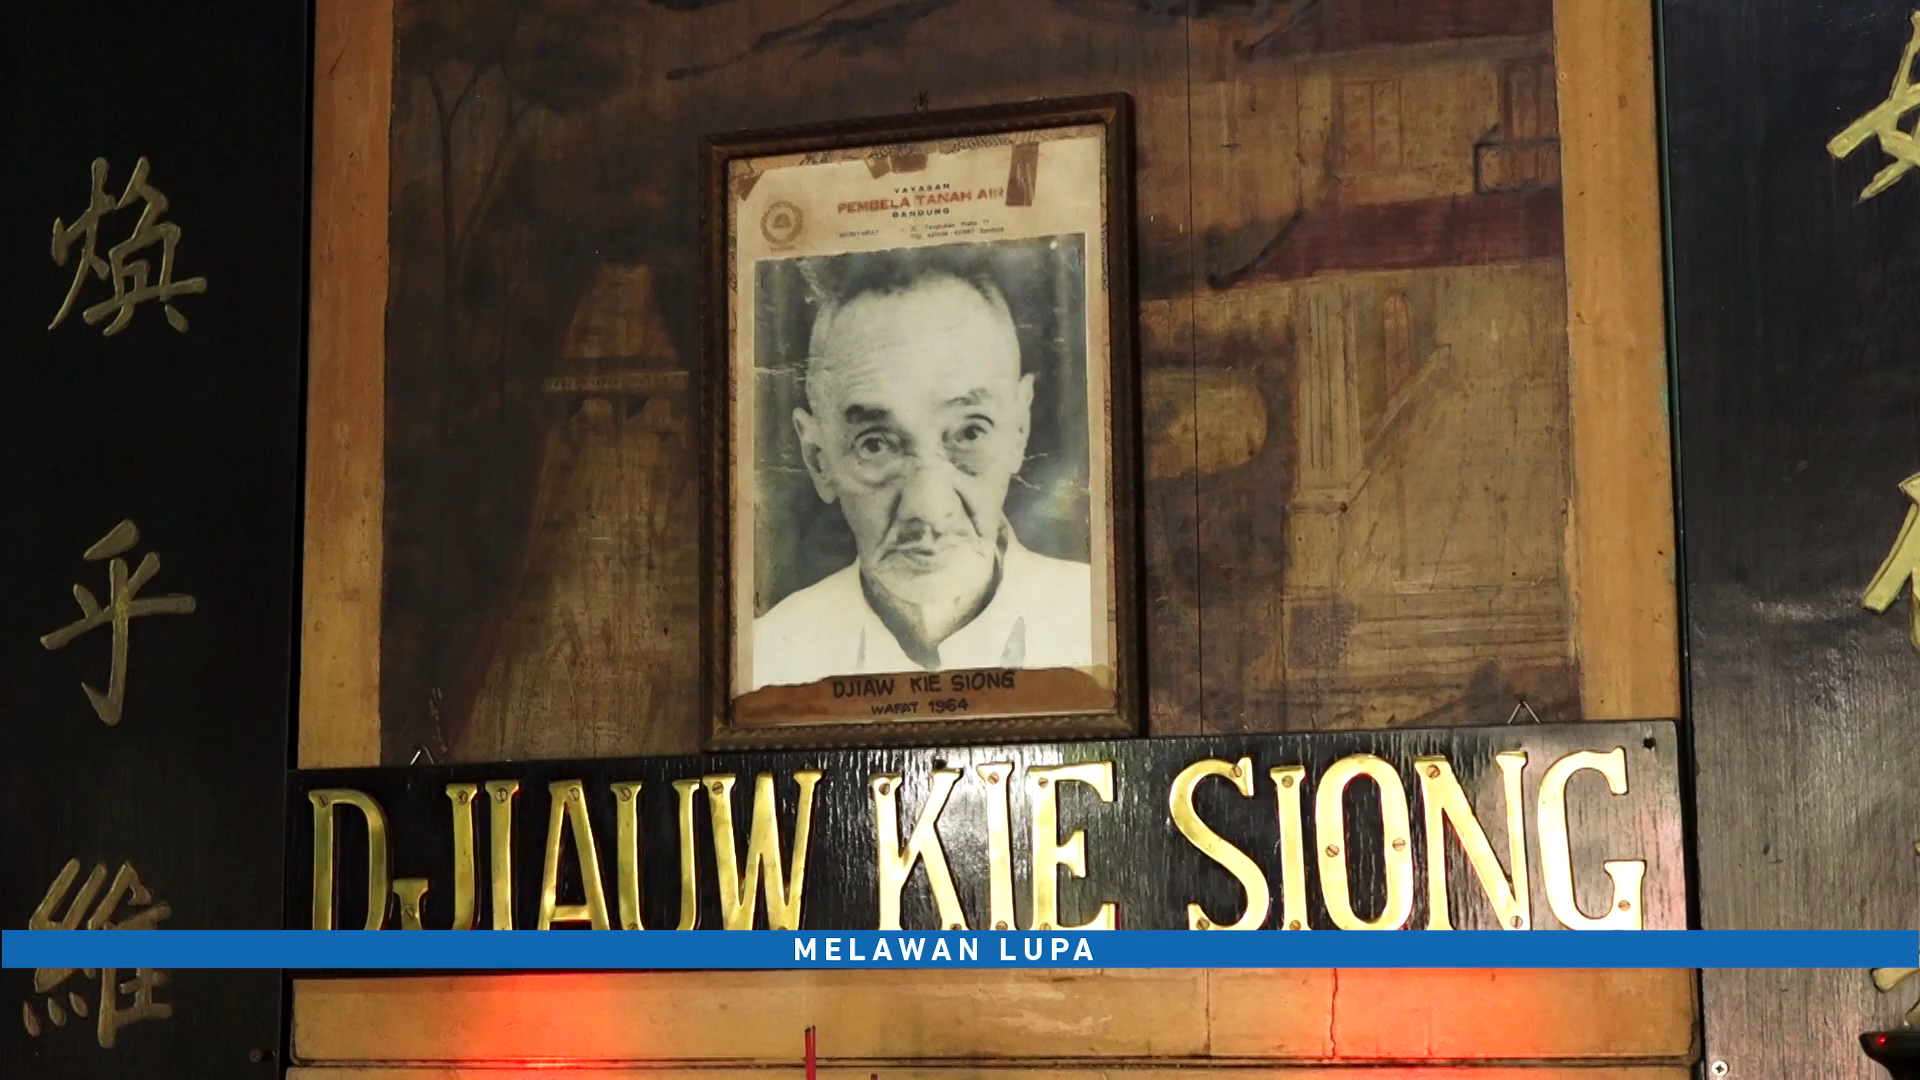 煥
乎
維
YAYASAN
PEMBELA TANAH AIR
BANDUNG
DJIAW KIE SIONG
WAFAT 1964
DJIAUW KIE SIONG
MELAWAN LUPA